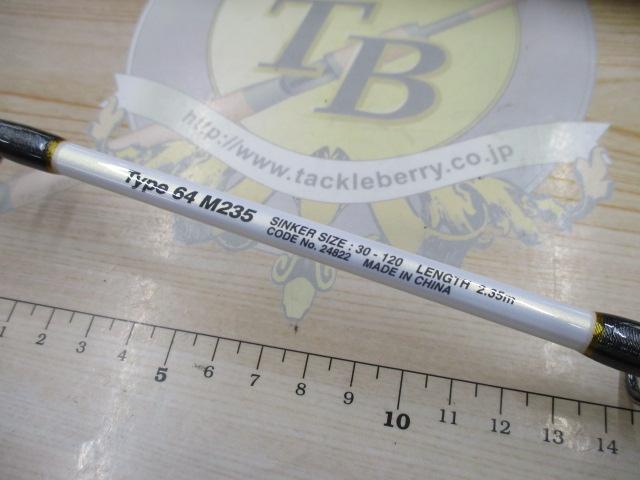 TB
http://www.tackleberry.co.jp
Type 64 M235
SINKER SIZE : 30 - 120 LENGTH 2.35m
CODE No. 24822 MADE IN CHINA
1 2 3 4 5 6 7 8 9 10 11 12 13 14